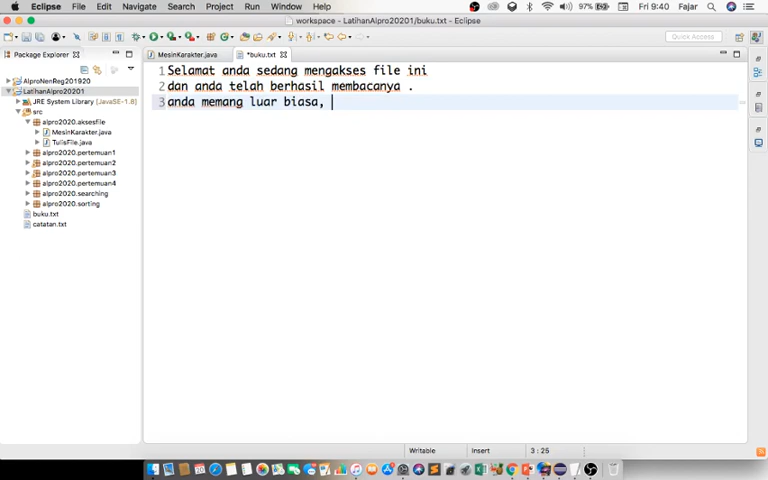 Eclipse File Edit Navigate Search Project Run Window Help 97% Fri 9:40 Fajar
workspace - LatihanAlpro20201/buku.txt - Eclipse
Quick Access
Package Explorer
MesinKarakter.java
*buku.txt
AlproNenReg201920
LatihanAlpro20201
JRE System Library [JavaSE-1.8]
src
alpro2020.aksesfile
MesinKarakter.java
TulisFile.java
alpro2020.pertemuan1
alpro2020.pertemuan2
alpro2020.pertemuan3
alpro2020.pertemuan4
alpro2020.searching
alpro2020.sorting
buku.txt
catatan.txt
1 Selamat anda sedang mengakses file ini
2 dan anda telah berhasil membacanya .
3 anda memang luar biasa,
Writable Insert 3 : 25